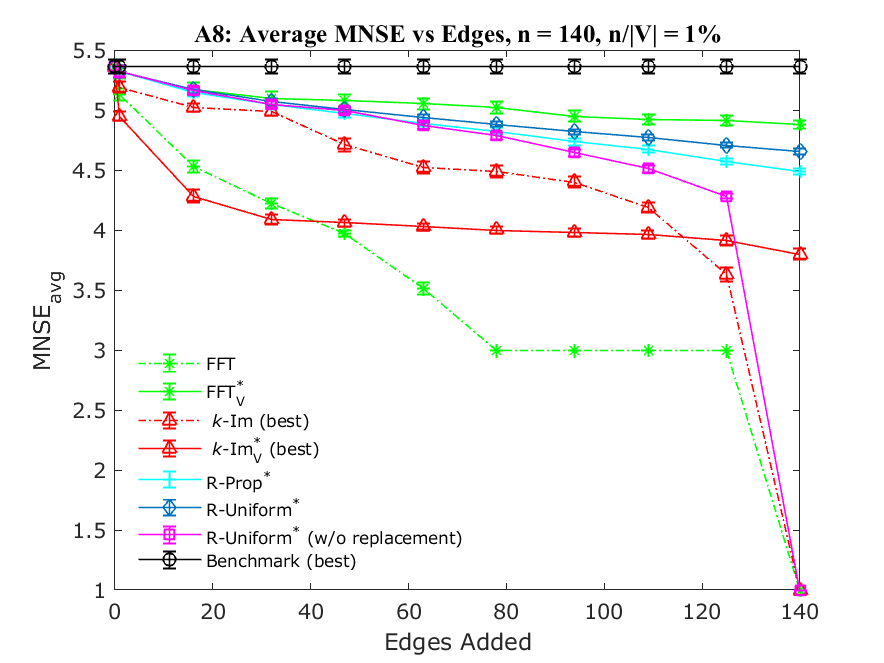 A8: Average MNSE vs Edges, n = 140, n/|V| = 1%
5.5
5
4.5
4
3.5
3
2.5
2
1.5
1
MNSE_avg
FFT
FFT*_V
k-Im (best)
k-Im*_V (best)
R-Prop*
R-Uniform*
R-Uniform* (w/o replacement)
Benchmark (best)
0 20 40 60 80 100 120 140
Edges Added